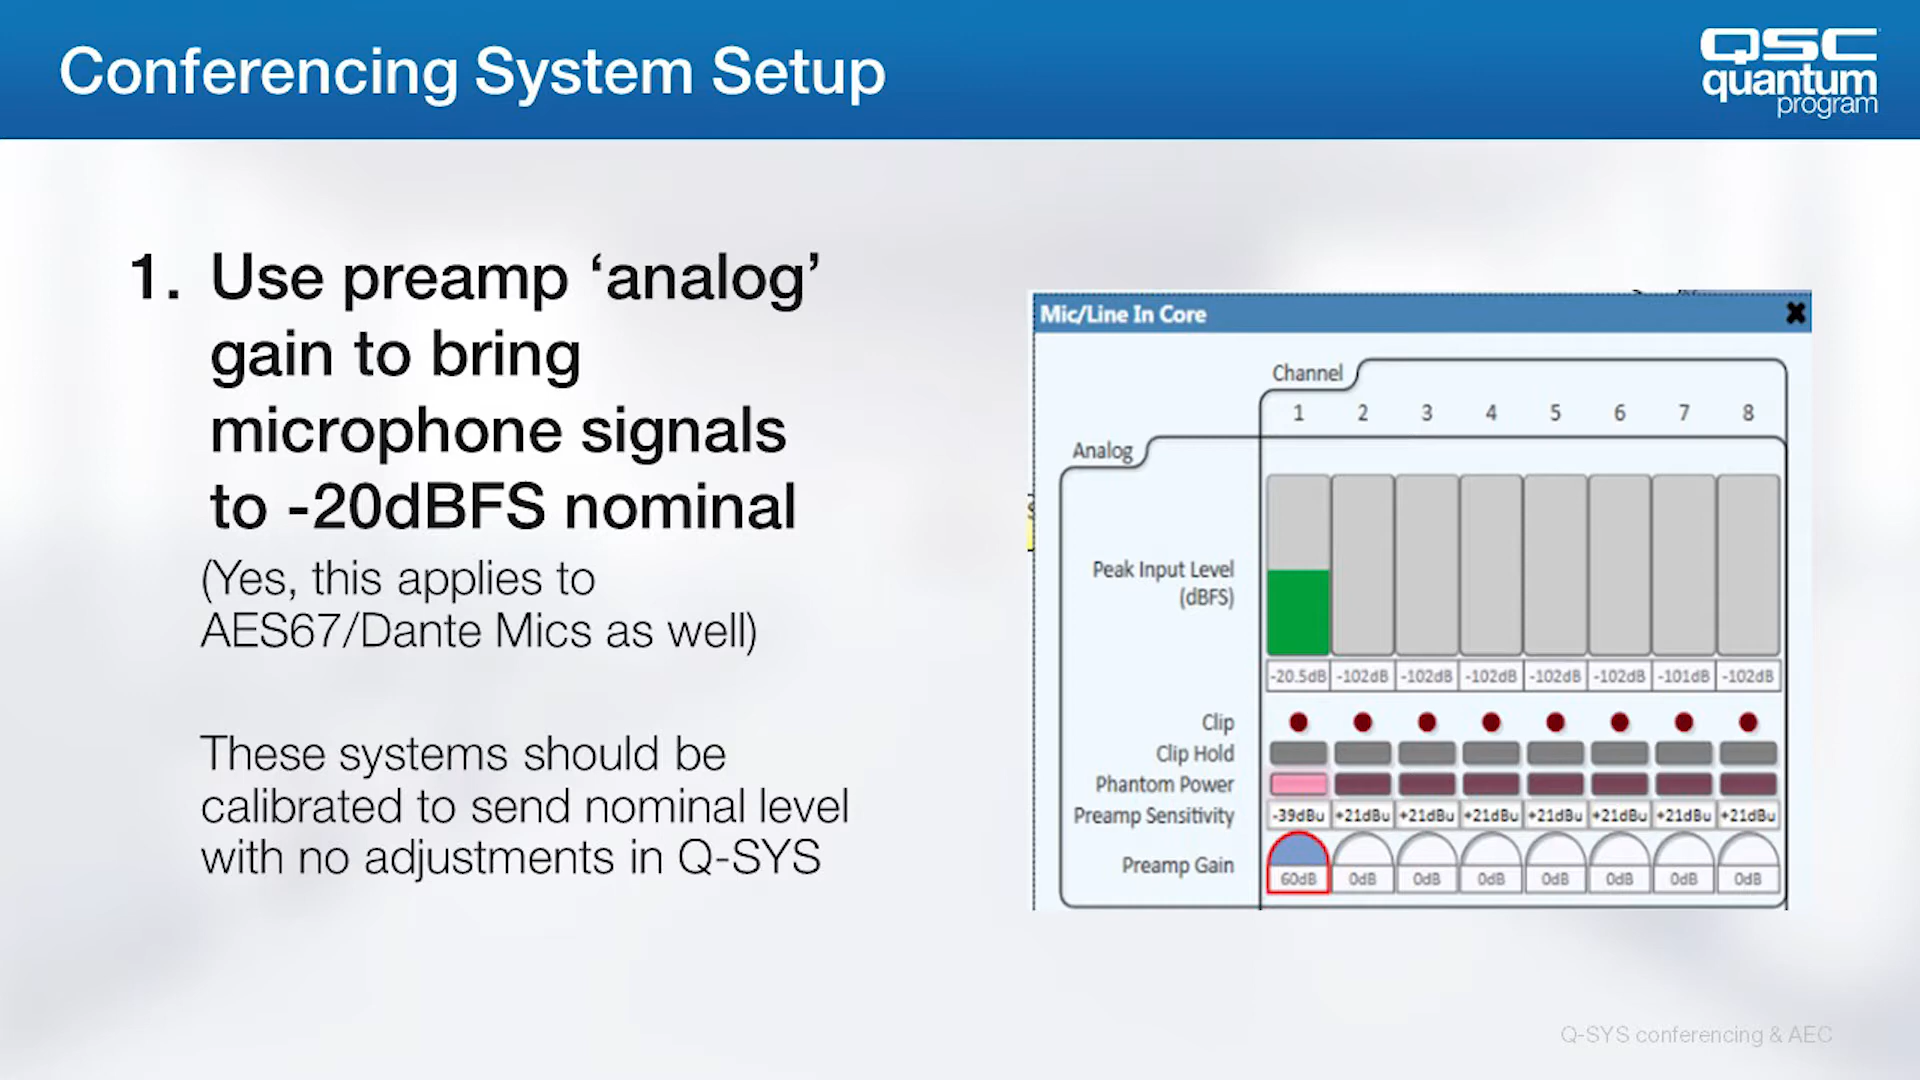 Conferencing System Setup
QSC
quantum
program
1. Use preamp ‘analog’
gain to bring
microphone signals
to -20dBFS nominal
(Yes, this applies to
AES67/Dante Mics as well)
These systems should be
calibrated to send nominal level
with no adjustments in Q-SYS
Mic/Line In Core
Channel
1 2 3 4 5 6 7 8
Analog
Peak Input Level
(dBFS)
-20.5dB -102dB -102dB -102dB -102dB -102dB -101dB -102dB
Clip
Clip Hold
Phantom Power
Preamp Sensitivity -39dBu +21dBu +21dBu +21dBu +21dBu +21dBu +21dBu +21dBu
Preamp Gain 60dB 0dB 0dB 0dB 0dB 0dB 0dB 0dB
Q-SYS conferencing & AEC